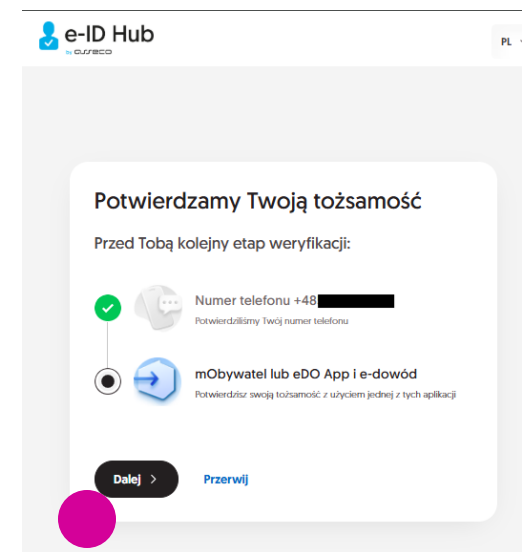 e-ID Hub
by asseco
PL
Potwierdzamy Twoją tożsamość
Przed Tobą kolejny etap weryfikacji:
Numer telefonu +48
Potwierdziliśmy Twój numer telefonu
mObywatel lub eDO App i e-dowód
Potwierdzisz swoją tożsamość z użyciem jednej z tych aplikacji
Dalej >
Przerwij